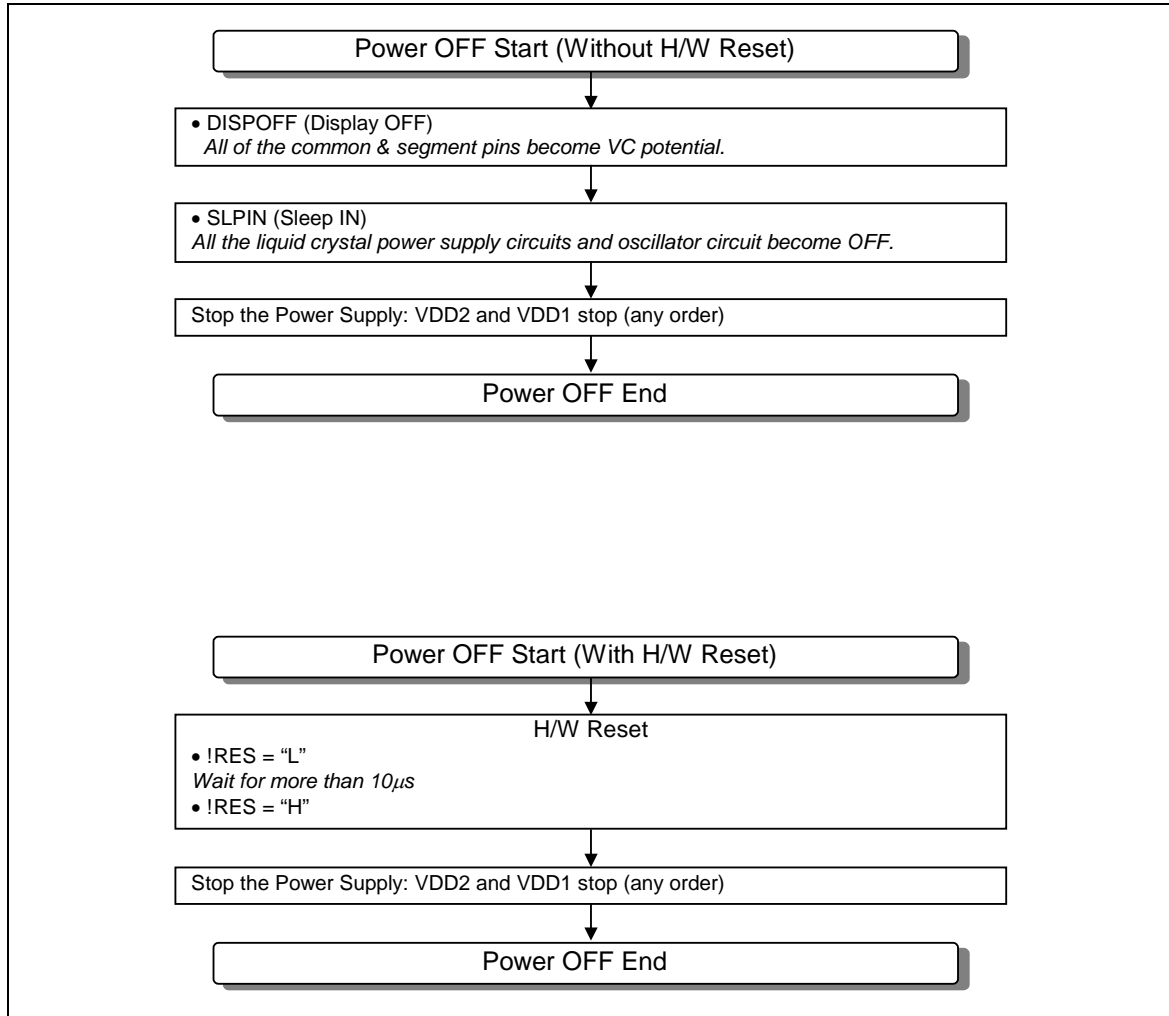 Power OFF Start (Without H/W Reset)
• DISPOFF (Display OFF)
All of the common & segment pins become VC potential.
• SLPIN (Sleep IN)
All the liquid crystal power supply circuits and oscillator circuit become OFF.
Stop the Power Supply: VDD2 and VDD1 stop (any order)
Power OFF End
Power OFF Start (With H/W Reset)
H/W Reset
• !RES = “L”
Wait for more than 10μs
• !RES = “H”
Stop the Power Supply: VDD2 and VDD1 stop (any order)
Power OFF End